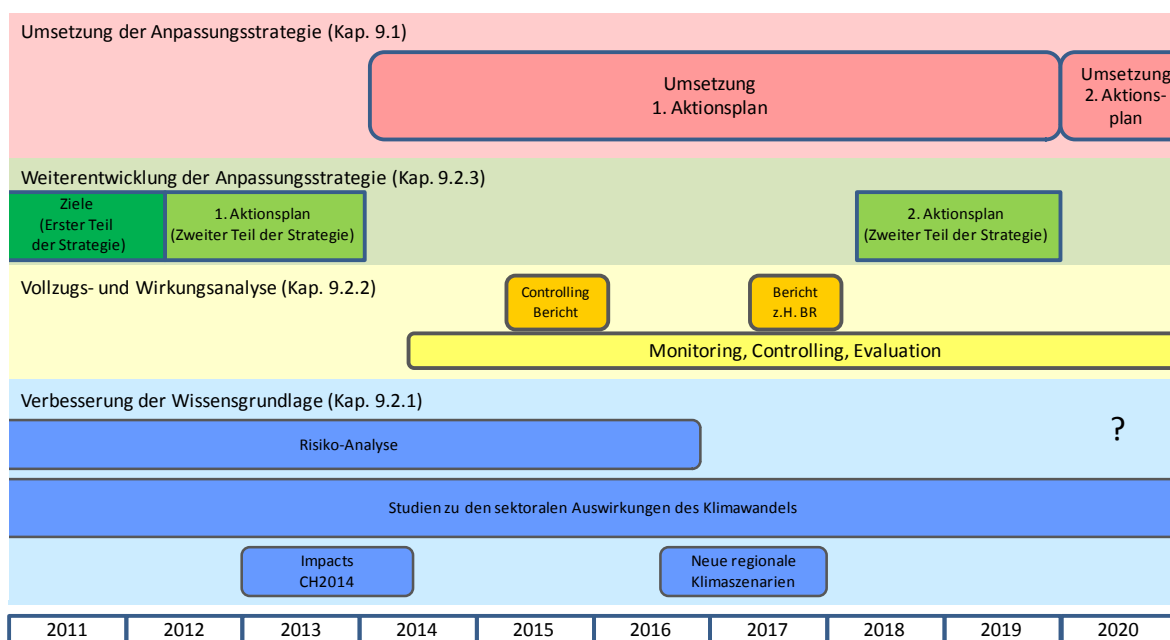 Umsetzung der Anpassungsstrategie (Kap. 9.1)
Umsetzung
1. Aktionsplan
Umsetzung
2. Aktions-
plan
Weiterentwicklung der Anpassungsstrategie (Kap. 9.2.3)
Ziele
(Erster Teil
der Strategie)
1. Aktionsplan
(Zweiter Teil der Strategie)
2. Aktionsplan
(Zweiter Teil der Strategie)
Vollzugs- und Wirkungsanalyse (Kap. 9.2.2)
Controlling
Bericht
Bericht
z.H. BR
Monitoring, Controlling, Evaluation
Verbesserung der Wissensgrundlage (Kap. 9.2.1)
?
Risiko-Analyse
Studien zu den sektoralen Auswirkungen des Klimawandels
Impacts
CH2014
Neue regionale
Klimaszenarien
2011 2012 2013 2014 2015 2016 2017 2018 2019 2020